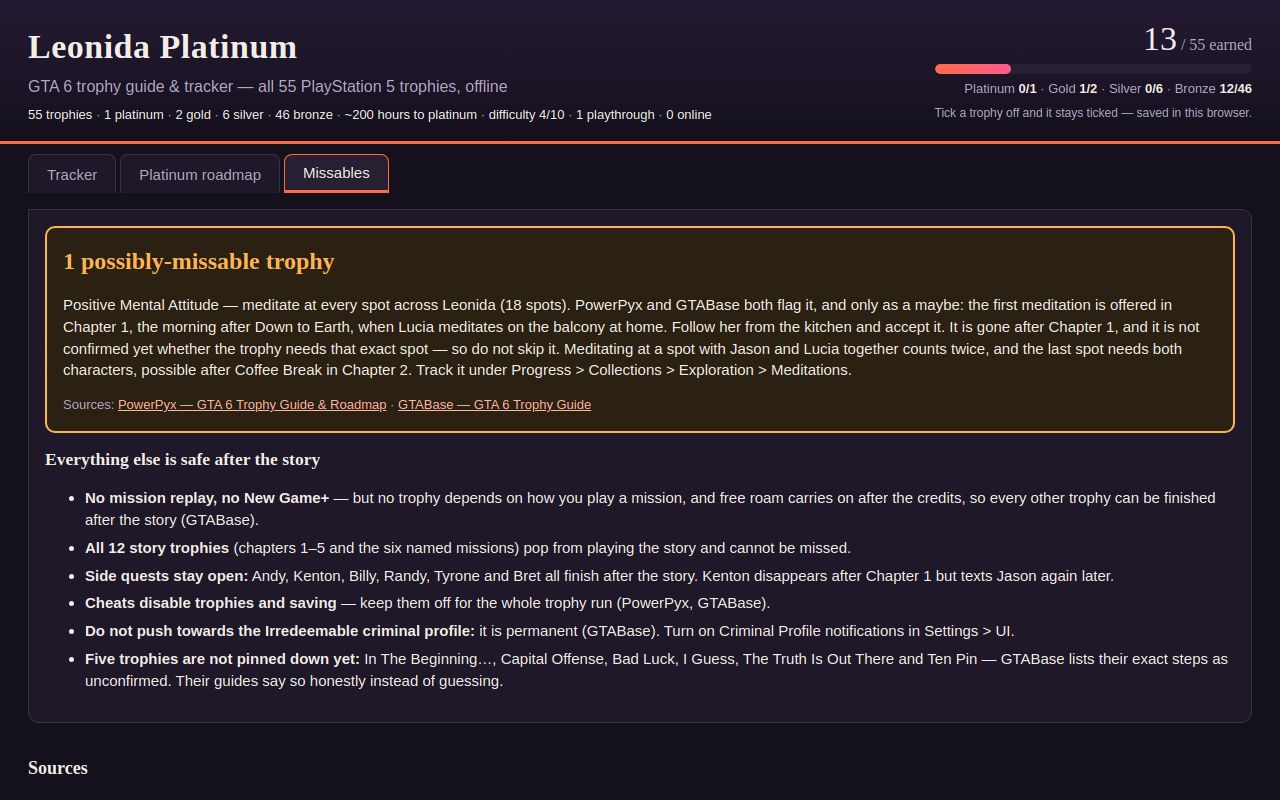 Leonida Platinum
GTA 6 trophy guide & tracker — all 55 PlayStation 5 trophies, offline
55 trophies · 1 platinum · 2 gold · 6 silver · 46 bronze · ~200 hours to platinum · difficulty 4/10 · 1 playthrough · 0 online
13 / 55 earned
Platinum 0/1 · Gold 1/2 · Silver 0/6 · Bronze 12/46
Tick a trophy off and it stays ticked — saved in this browser.
Tracker
Platinum roadmap
Missables
1 possibly-missable trophy
Positive Mental Attitude — meditate at every spot across Leonida (18 spots). PowerPyx and GTABase both flag it, and only as a maybe: the first meditation is offered in
Chapter 1, the morning after Down to Earth, when Lucia meditates on the balcony at home. Follow her from the kitchen and accept it. It is gone after Chapter 1, and it is not
confirmed yet whether the trophy needs that exact spot — so do not skip it. Meditating at a spot with Jason and Lucia together counts twice, and the last spot needs both
characters, possible after Coffee Break in Chapter 2. Track it under Progress > Collections > Exploration > Meditations.
Sources: PowerPyx — GTA 6 Trophy Guide & Roadmap · GTABase — GTA 6 Trophy Guide
Everything else is safe after the story
No mission replay, no New Game+ — but no trophy depends on how you play a mission, and free roam carries on after the credits, so every other trophy can be finished
after the story (GTABase).
All 12 story trophies (chapters 1–5 and the six named missions) pop from playing the story and cannot be missed.
Side quests stay open: Andy, Kenton, Billy, Randy, Tyrone and Bret all finish after the story. Kenton disappears after Chapter 1 but texts Jason again later.
Cheats disable trophies and saving — keep them off for the whole trophy run (PowerPyx, GTABase).
Do not push towards the Irredeemable criminal profile: it is permanent (GTABase). Turn on Criminal Profile notifications in Settings > UI.
Five trophies are not pinned down yet: In The Beginning…, Capital Offense, Bad Luck, I Guess, The Truth Is Out There and Ten Pin — GTABase lists their exact steps as
unconfirmed. Their guides say so honestly instead of guessing.
Sources